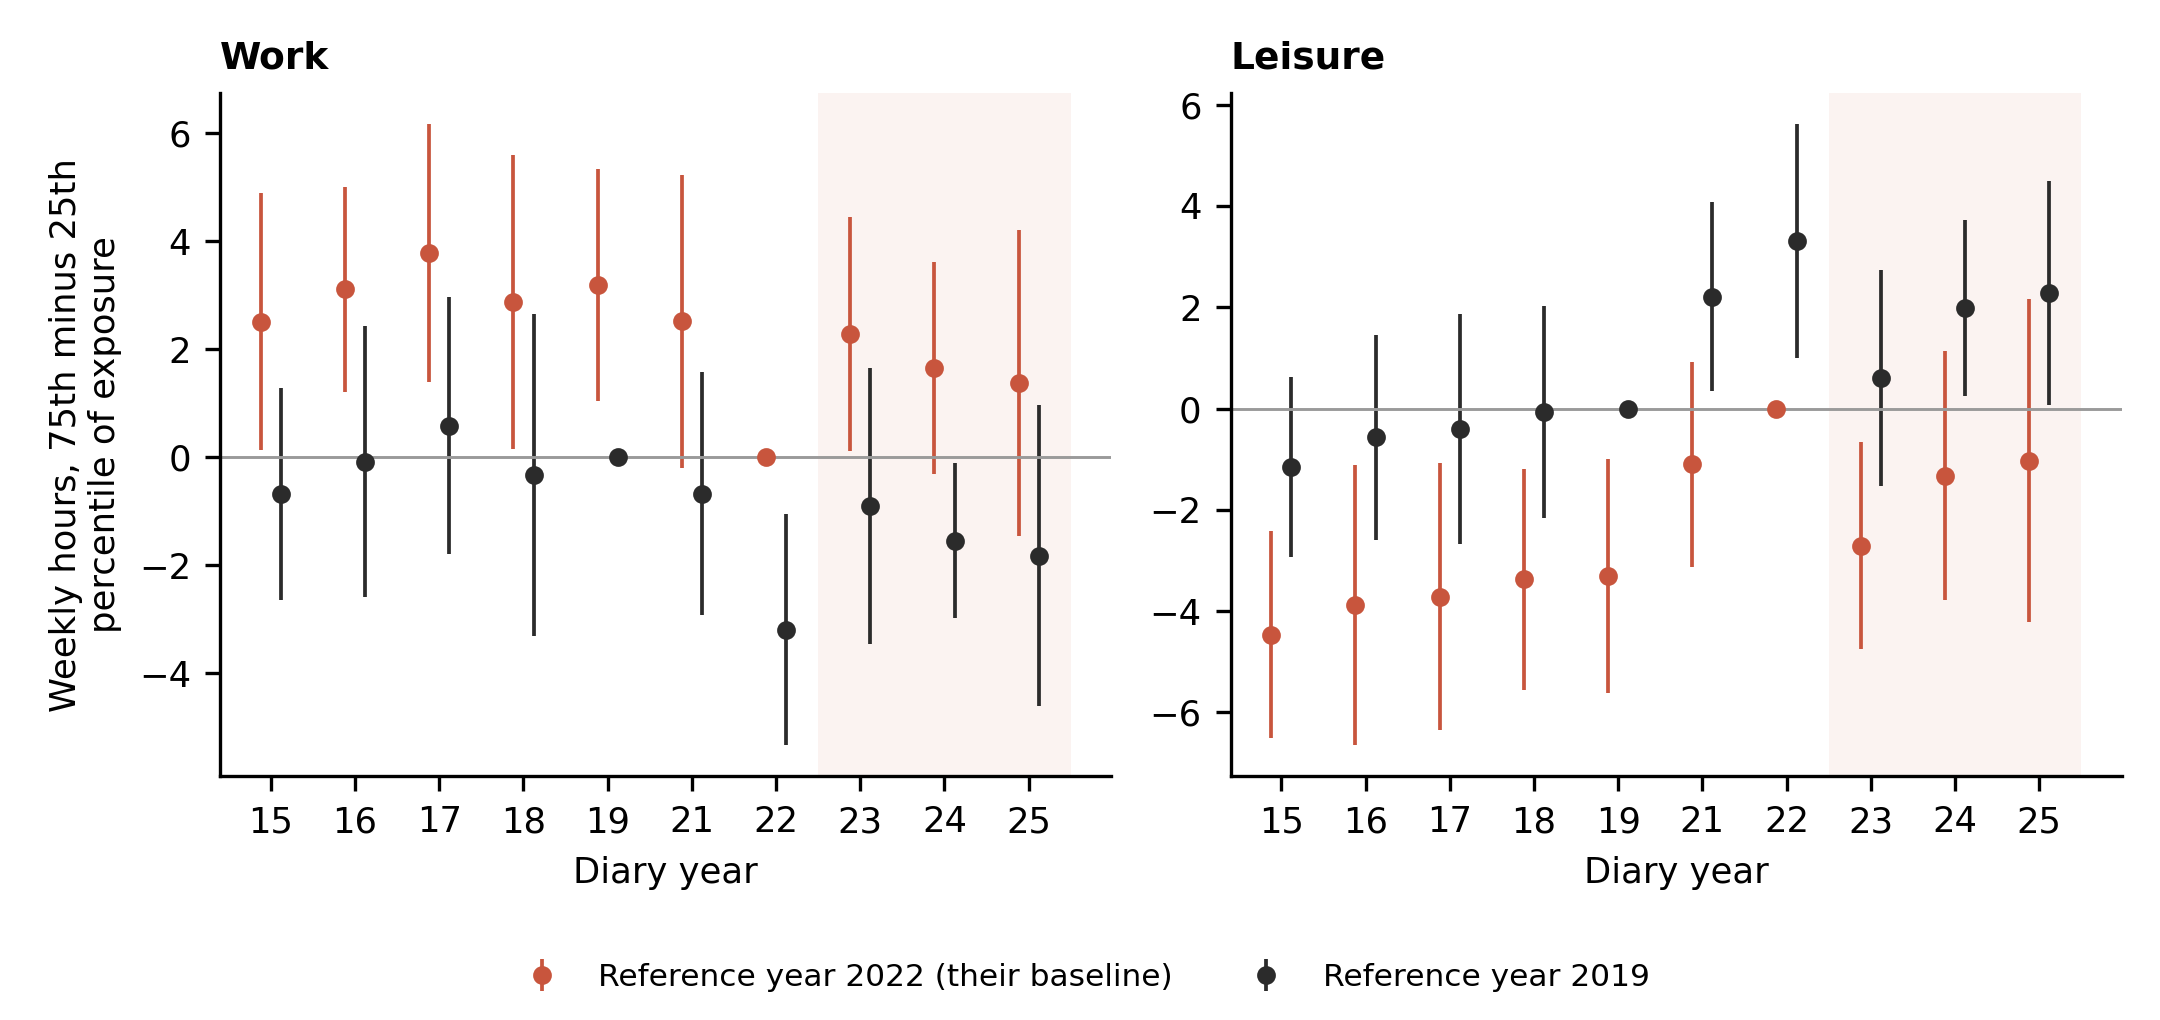 Work
Weekly hours, 75th minus 25th
percentile of exposure
6
4
2
0
−2
−4
15 16 17 18 19 21 22 23 24 25
Diary year
Leisure
6
4
2
0
−2
−4
−6
15 16 17 18 19 21 22 23 24 25
Diary year
Reference year 2022 (their baseline)
Reference year 2019